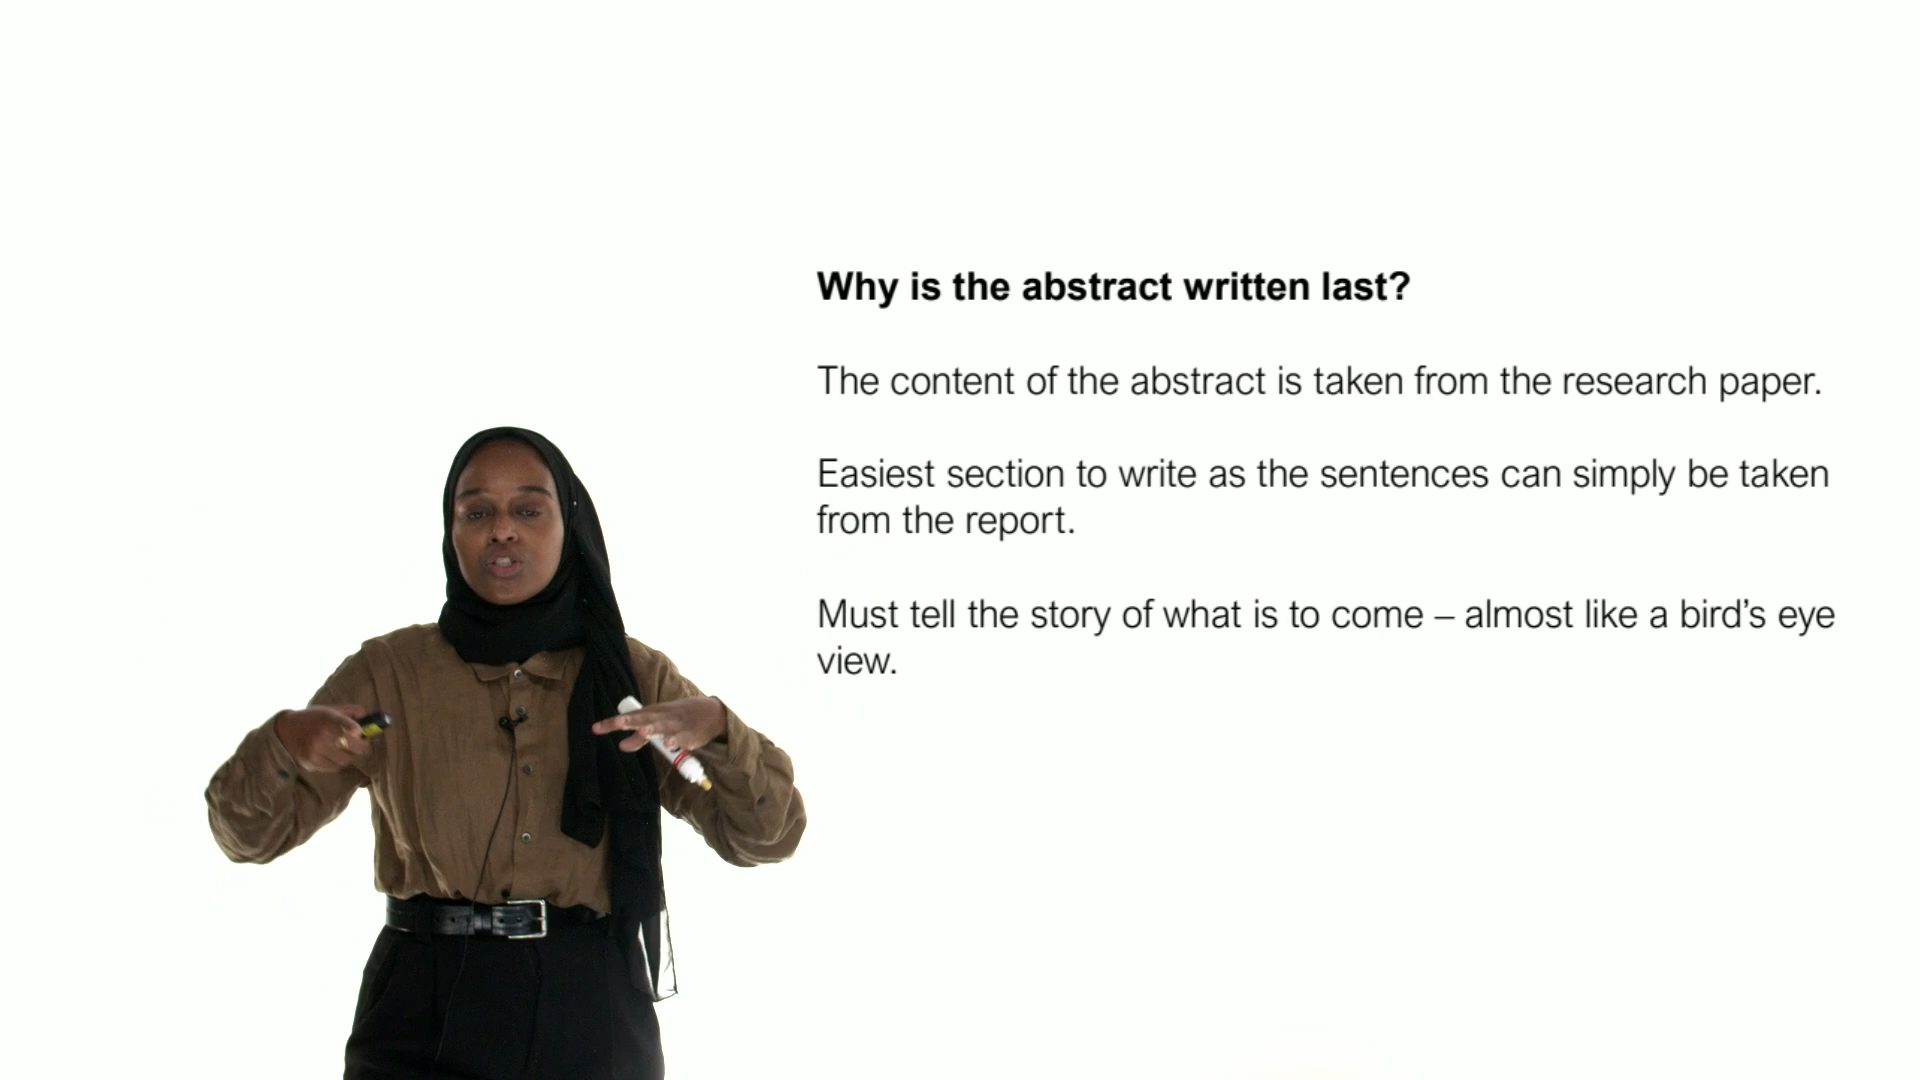 Why is the abstract written last?
The content of the abstract is taken from the research paper.
Easiest section to write as the sentences can simply be taken
from the report.
Must tell the story of what is to come – almost like a bird’s eye
view.